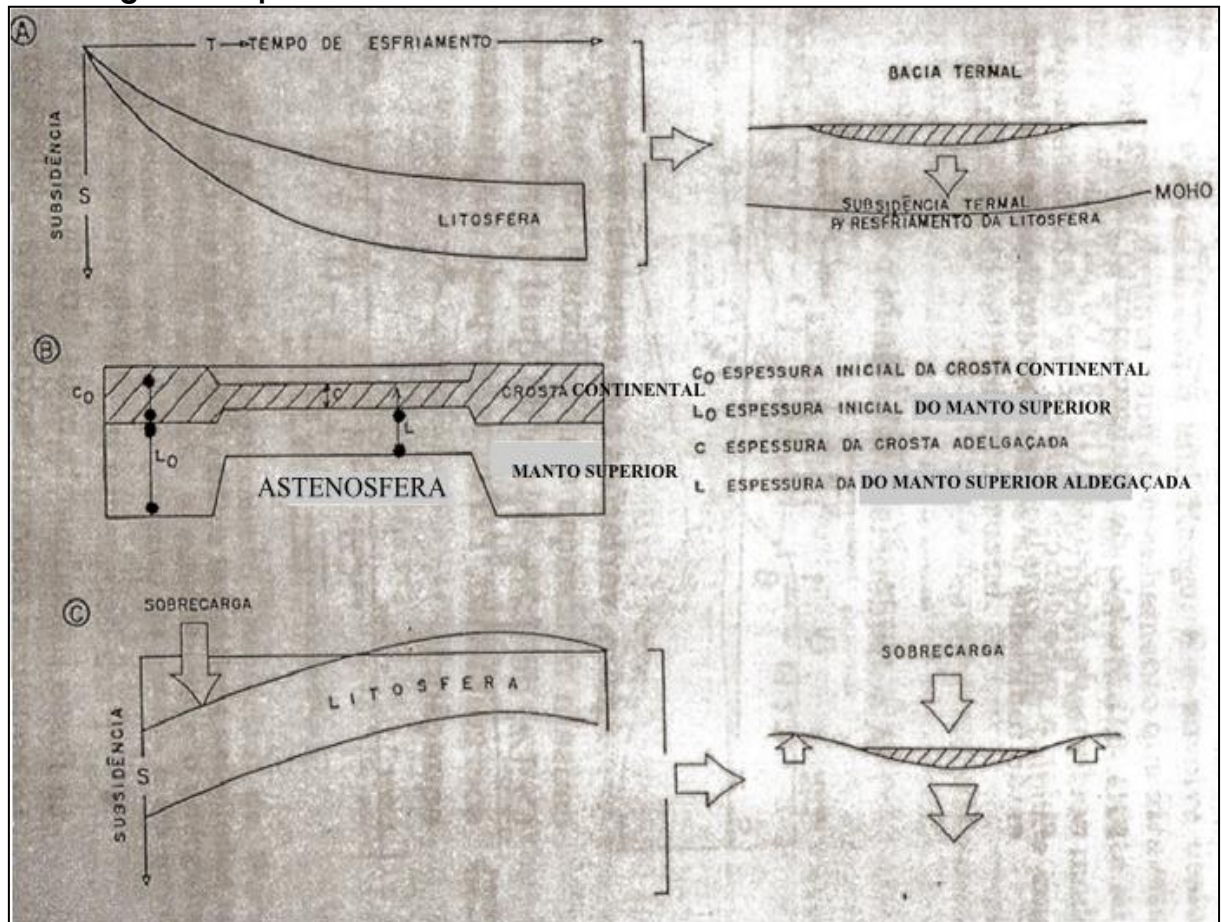 A
T → TEMPO DE ESFRIAMENTO
SUBSIDÊNCIA
S
LITOSFERA
BACIA TERMAL
MOHO
SUBSIDÊNCIA TERMAL
P/ RESFRIAMENTO DA LITOSFERA
B
C0
L0
C
L
CROSTA CONTINENTAL
MANTO SUPERIOR
ASTENOSFERA
C0 ESPESSURA INICIAL DA CROSTA CONTINENTAL
L0 ESPESSURA INICIAL DO MANTO SUPERIOR
C ESPESSURA DA CROSTA ADELGAÇADA
L ESPESSURA DA DO MANTO SUPERIOR ALDEGAÇADA
C
SOBRECARGA
SUBSIDÊNCIA
S
LITOSFERA
SOBRECARGA